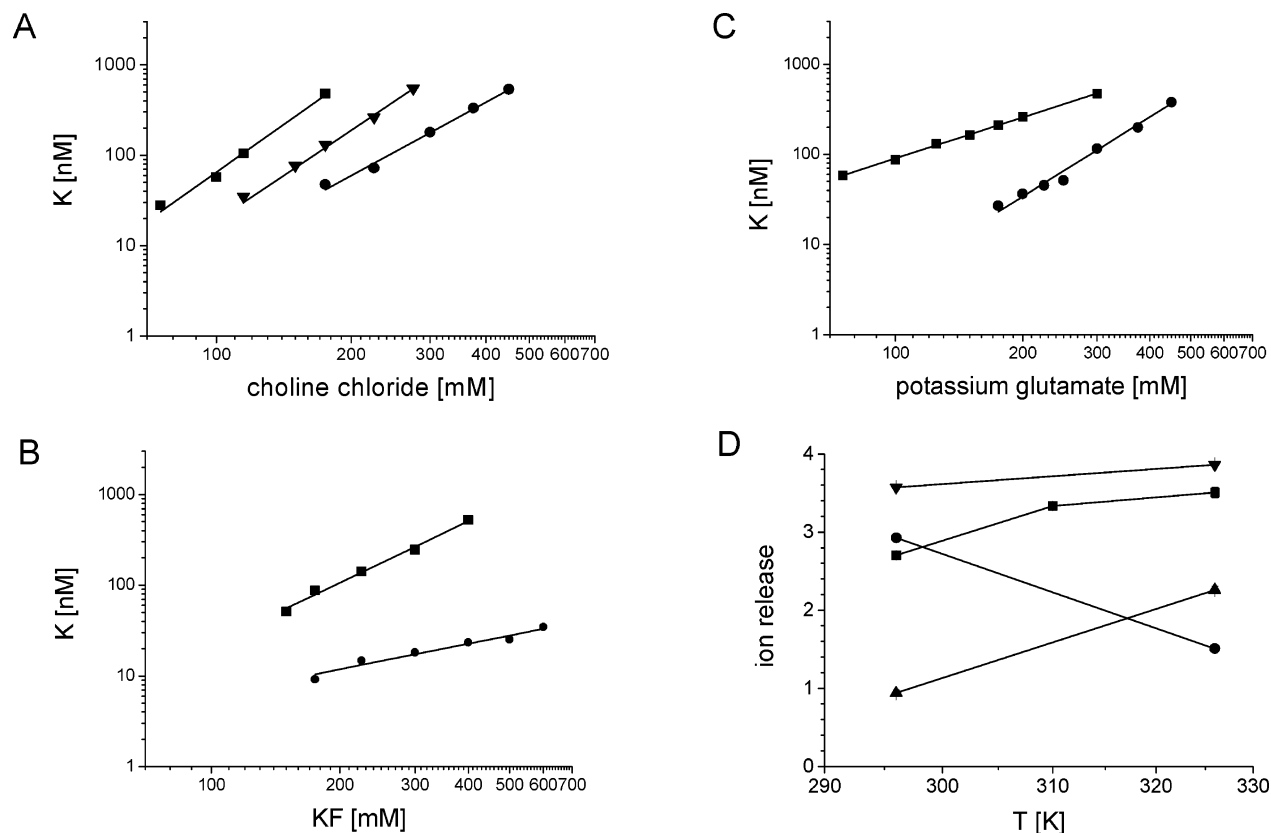 A
K [nM]
1000
100
10
1
100 200 300 400 500 600 700
choline chloride [mM]
C
K [nM]
1000
100
10
1
100 200 300 400 500 600 700
potassium glutamate [mM]
B
K [nM]
1000
100
10
1
100 200 300 400 500 600 700
KF [mM]
D
ion release
4
3
2
1
0
290 300 310 320 330
T [K]